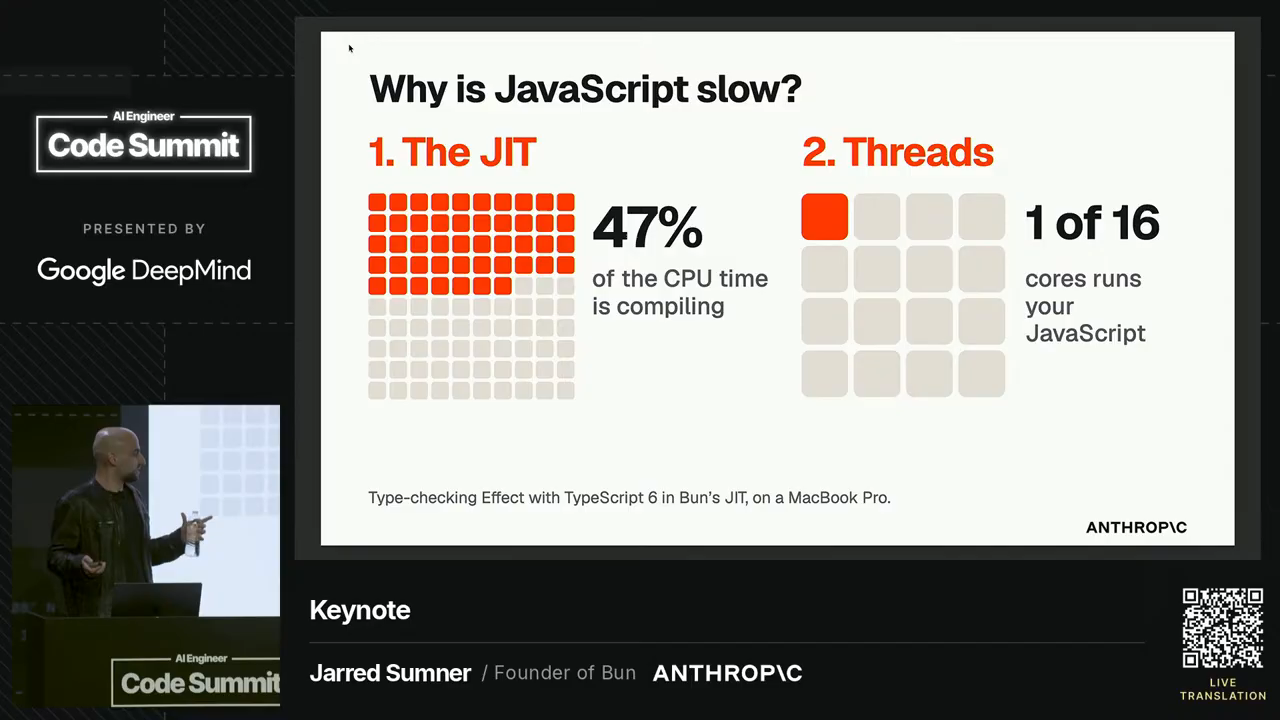 AI Engineer
Code Summit
PRESENTED BY
Google DeepMind
Why is JavaScript slow?
1. The JIT
47%
of the CPU time
is compiling
2. Threads
1 of 16
cores runs
your
JavaScript
Type-checking Effect with TypeScript 6 in Bun's JIT, on a MacBook Pro.
ANTHROP\C
AI Engineer
Code Summit
Keynote
Jarred Sumner / Founder of Bun ANTHROP\C
LIVE
TRANSLATION